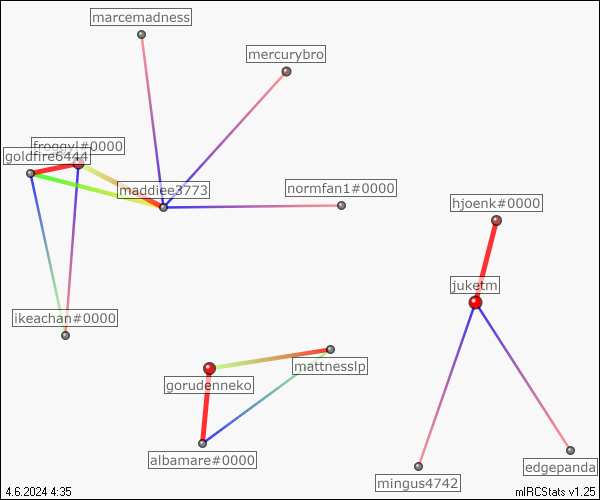 marcemadness
mercurybro
froggyl#0000
goldfire6444
maddiee3773
normfan1#0000
hjoenk#0000
juketm
ikeachan#0000
mattnesslp
gorudenneko
albamare#0000
edgepanda
mingus4742
4.6.2024 4:35
mIRCStats v1.25